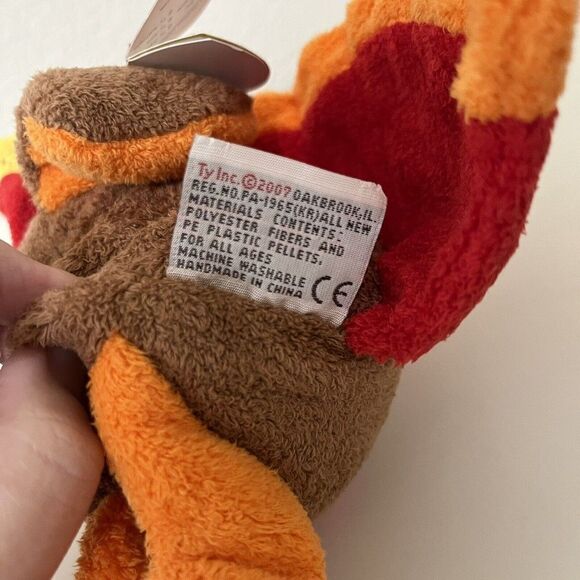 Ty Inc. ©2007 OAKBROOK,IL.
REG.NO.PA-1965(KR)ALL NEW
MATERIALS CONTENTS:-
POLYESTER FIBERS AND
PE PLASTIC PELLETS.
FOR ALL AGES
MACHINE WASHABLE
HANDMADE IN CHINA CE